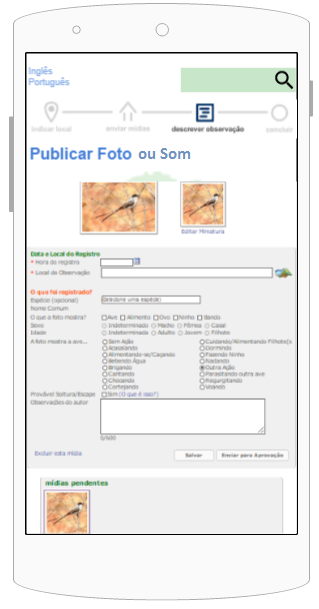 Inglês
Português
indicar local enviar mídias descrever observação concluir
Publicar Foto ou Som
Editar Miniatura
Data e Local do Registro
* Hora do registro
* Local de Observação
O que foi registrado?
Espécie (opcional) (Selecione uma espécie)
Nome Comum
O que a foto mostra? Ave Alimento Ovo Ninho Bando
Sexo Indeterminado Macho Fêmea Casal
Idade Indeterminada Adulto Jovem Filhote
A foto mostra a ave... Sem Ação Cuidando/Alimentando Filhote(s
Acasalando Dormindo
Alimentando-se/Caçando Fazendo Ninho
Bebendo Água Nadando
Brigando Outra Ação
Cantando Parasitando outra ave
Chocando Regurgitando
Cortejando Voando
Provável Soltura/Escape Sim (O que é isso?)
Observações do autor
0/500
Excluir esta mídia Salvar Enviar para Aprovação
mídias pendentes